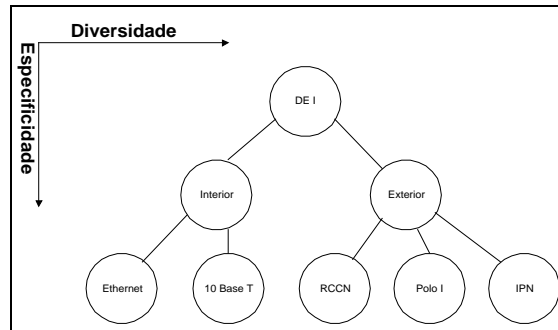 Diversidade
Especificidade
DE I
Interior
Exterior
Ethernet
10 Base T
RCCN
Polo I
IPN